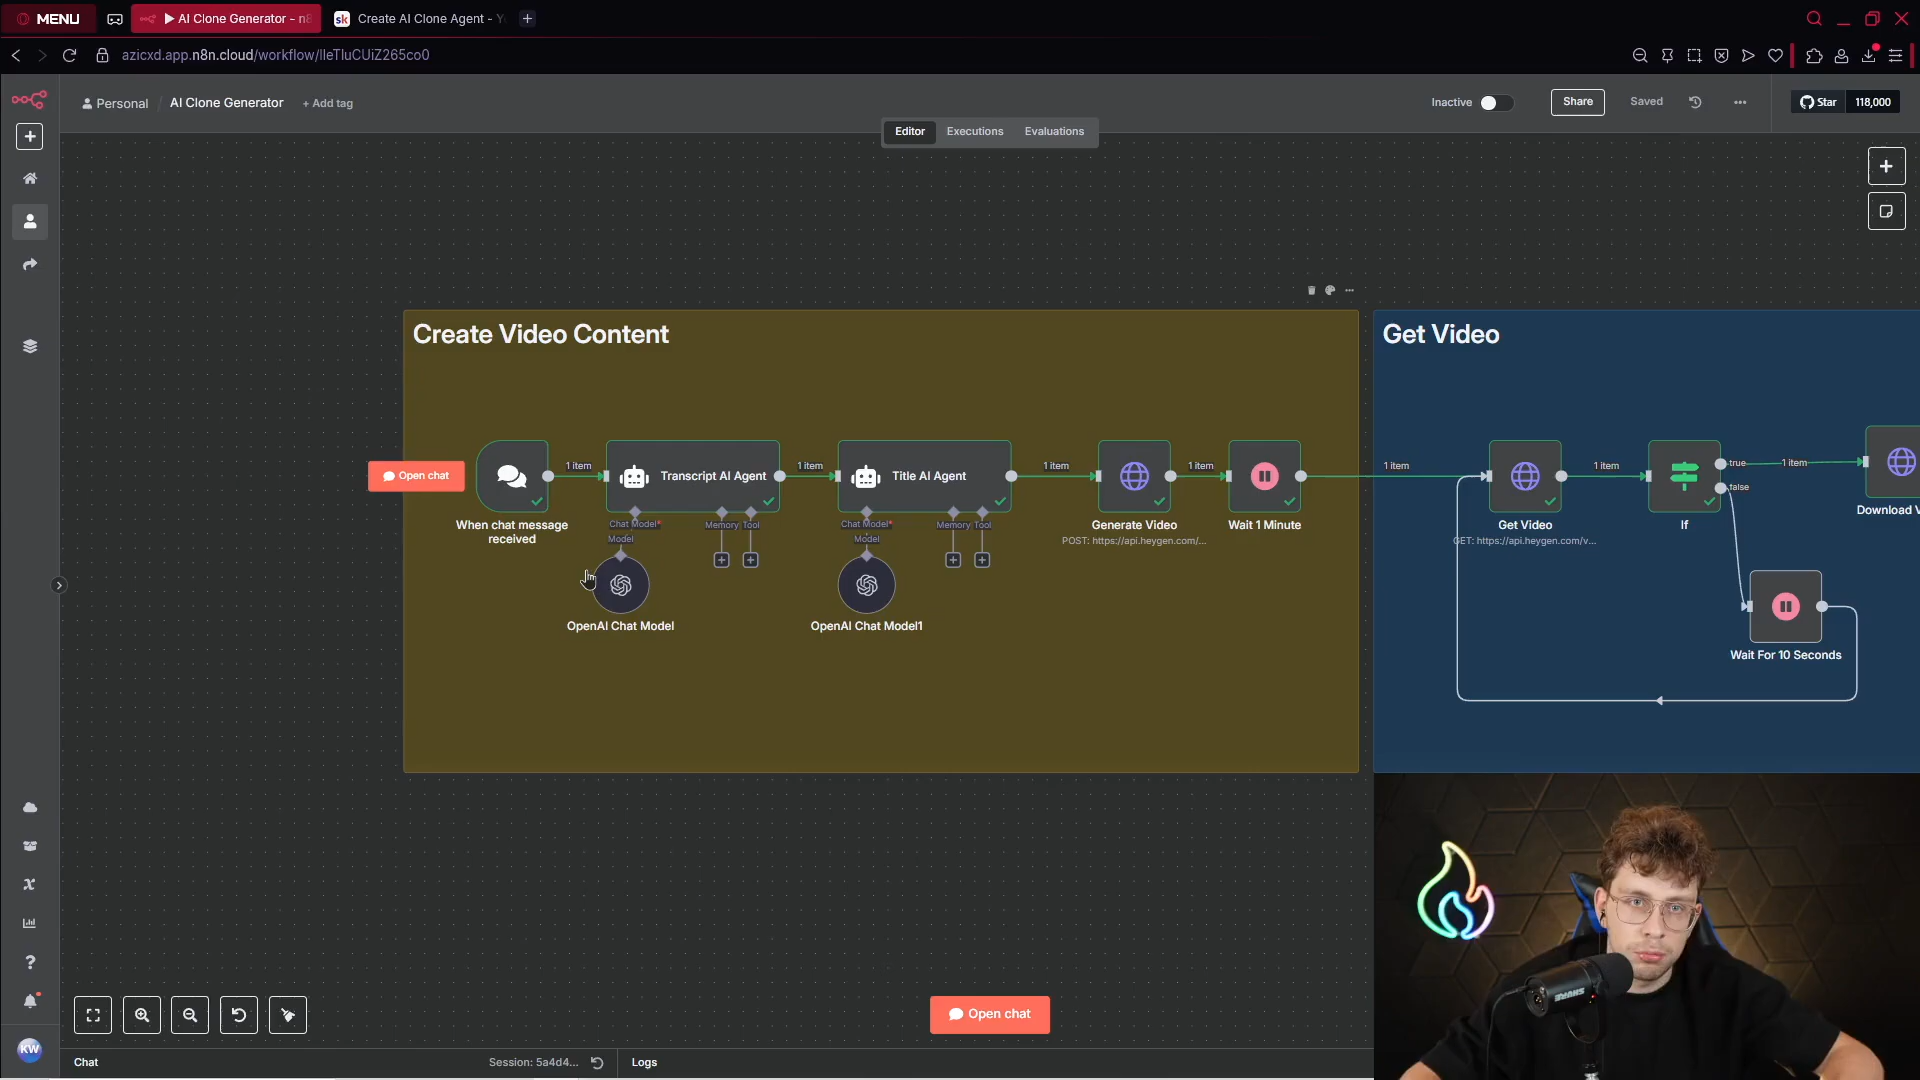 MENU
AI Clone Generator - n8
sk Create AI Clone Agent - Y
azicxd.app.n8n.cloud/workflow/
Personal / AI Clone Generator + Add tag
Inactive Share Saved Star 118,000
Editor Executions Evaluations
Create Video Content
Get Video
Open chat
1 item
Transcript AI Agent
1 item
Title AI Agent
1 item
1 item
1 item
1 item
true
1 item
false
When chat message received
Chat Model*
Memory
Tool
Model
OpenAI Chat Model
Chat Model*
Memory
Tool
Model
OpenAI Chat Model1
Generate Video
POST: https://api.heygen.com/...
Wait 1 Minute
Get Video
GET: https://api.heygen.com/v...
If
Download V
Wait For 10 Seconds
KW
Open chat
SHURE
Chat Session: 5a4d4... Logs